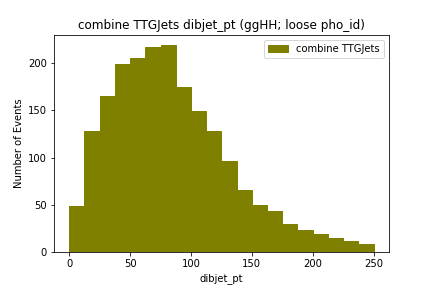 combine TTGJets dibjet_pt (ggHH; loose pho_id)
combine TTGJets
Number of Events
200
150
100
50
0
0 50 100 150 200 250
dibjet_pt